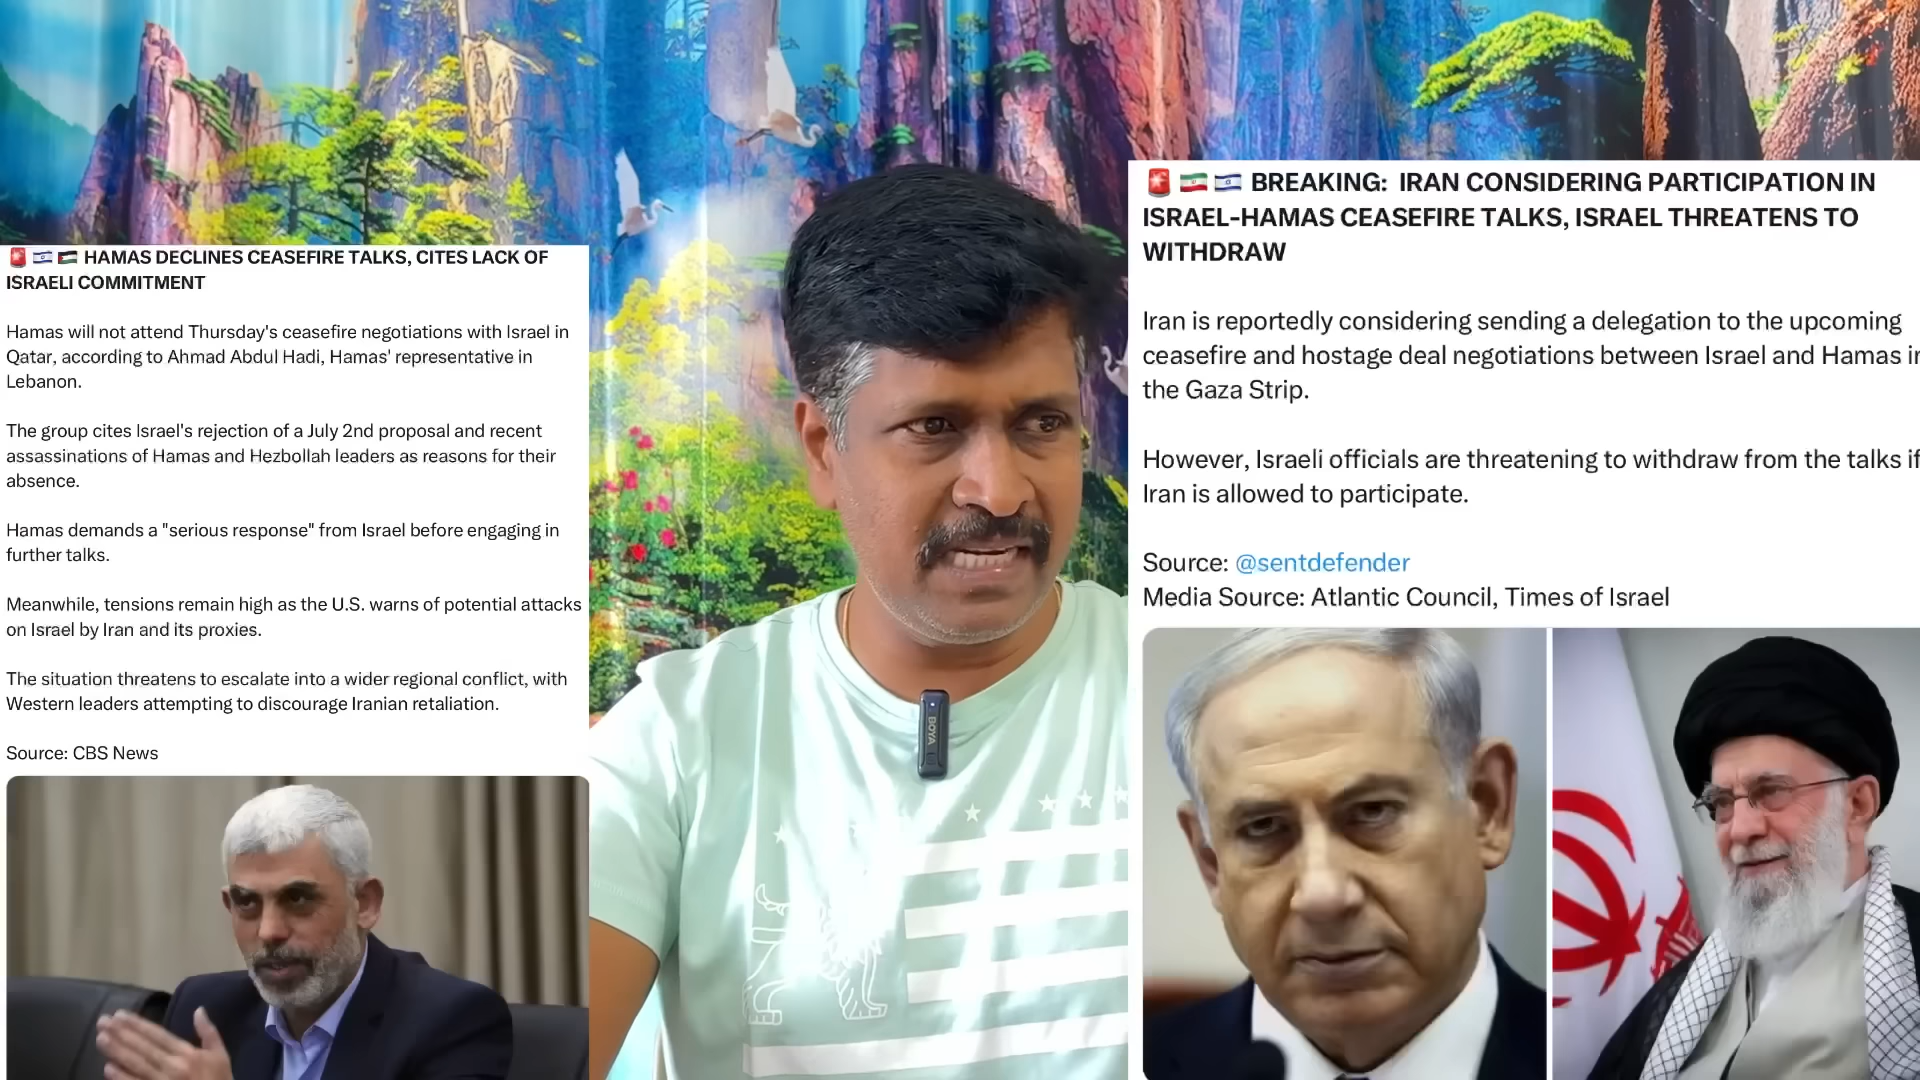 🚨 🇮🇱 🇵🇸 HAMAS DECLINES CEASEFIRE TALKS, CITES LACK OF
ISRAELI COMMITMENT
Hamas will not attend Thursday's ceasefire negotiations with Israel in
Qatar, according to Ahmad Abdul Hadi, Hamas' representative in
Lebanon.
The group cites Israel's rejection of a July 2nd proposal and recent
assassinations of Hamas and Hezbollah leaders as reasons for their
absence.
Hamas demands a "serious response" from Israel before engaging in
further talks.
Meanwhile, tensions remain high as the U.S. warns of potential attacks
on Israel by Iran and its proxies.
The situation threatens to escalate into a wider regional conflict, with
Western leaders attempting to discourage Iranian retaliation.
Source: CBS News
BOYA
🚨 🇮🇷 🇮🇱 BREAKING: IRAN CONSIDERING PARTICIPATION IN
ISRAEL-HAMAS CEASEFIRE TALKS, ISRAEL THREATENS TO
WITHDRAW
Iran is reportedly considering sending a delegation to the upcoming
ceasefire and hostage deal negotiations between Israel and Hamas in
the Gaza Strip.
However, Israeli officials are threatening to withdraw from the talks if
Iran is allowed to participate.
Source: @sentdefender
Media Source: Atlantic Council, Times of Israel